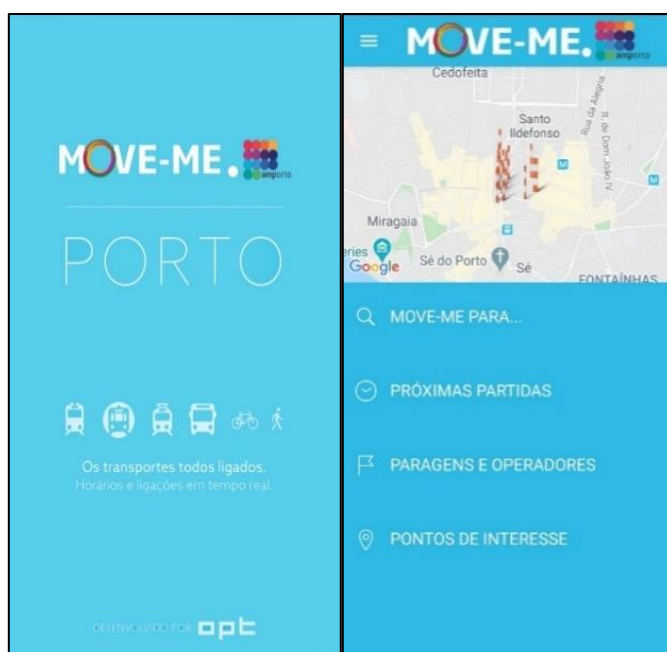 MOVE-ME.
amporto
PORTO
Os transportes todos ligados.
Horários e ligações em tempo real.
DESENVOLVIDO POR opt
MOVE-ME.
amporto
Cedofeita
Santo
Ildefonso
Rua da Alegria
R. de Dom João IV
M
M
Miragaia
eries
Google
Sé do Porto
Sé
FONTAÍNHAS
MOVE-ME PARA...
PRÓXIMAS PARTIDAS
PARAGENS E OPERADORES
PONTOS DE INTERESSE